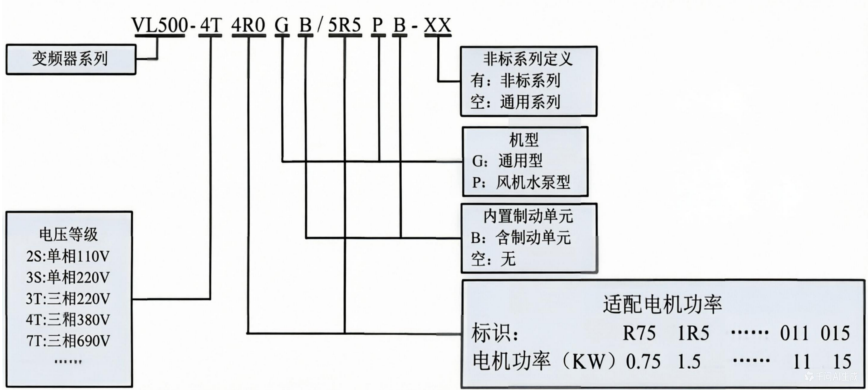 VL500-4T 4R0 G B/5R5 P B-XX
变频器系列
非标系列定义
有：非标系列
空：通用系列
机型
G：通用型
P：风机水泵型
内置制动单元
B：含制动单元
空：无
电压等级
2S:单相110V
3S:单相220V
3T:三相220V
4T:三相380V
7T:三相690V
······
适配电机功率
标识： R75 1R5 ······ 011 015
电机功率（KW）0.75 1.5 ······ 11 15